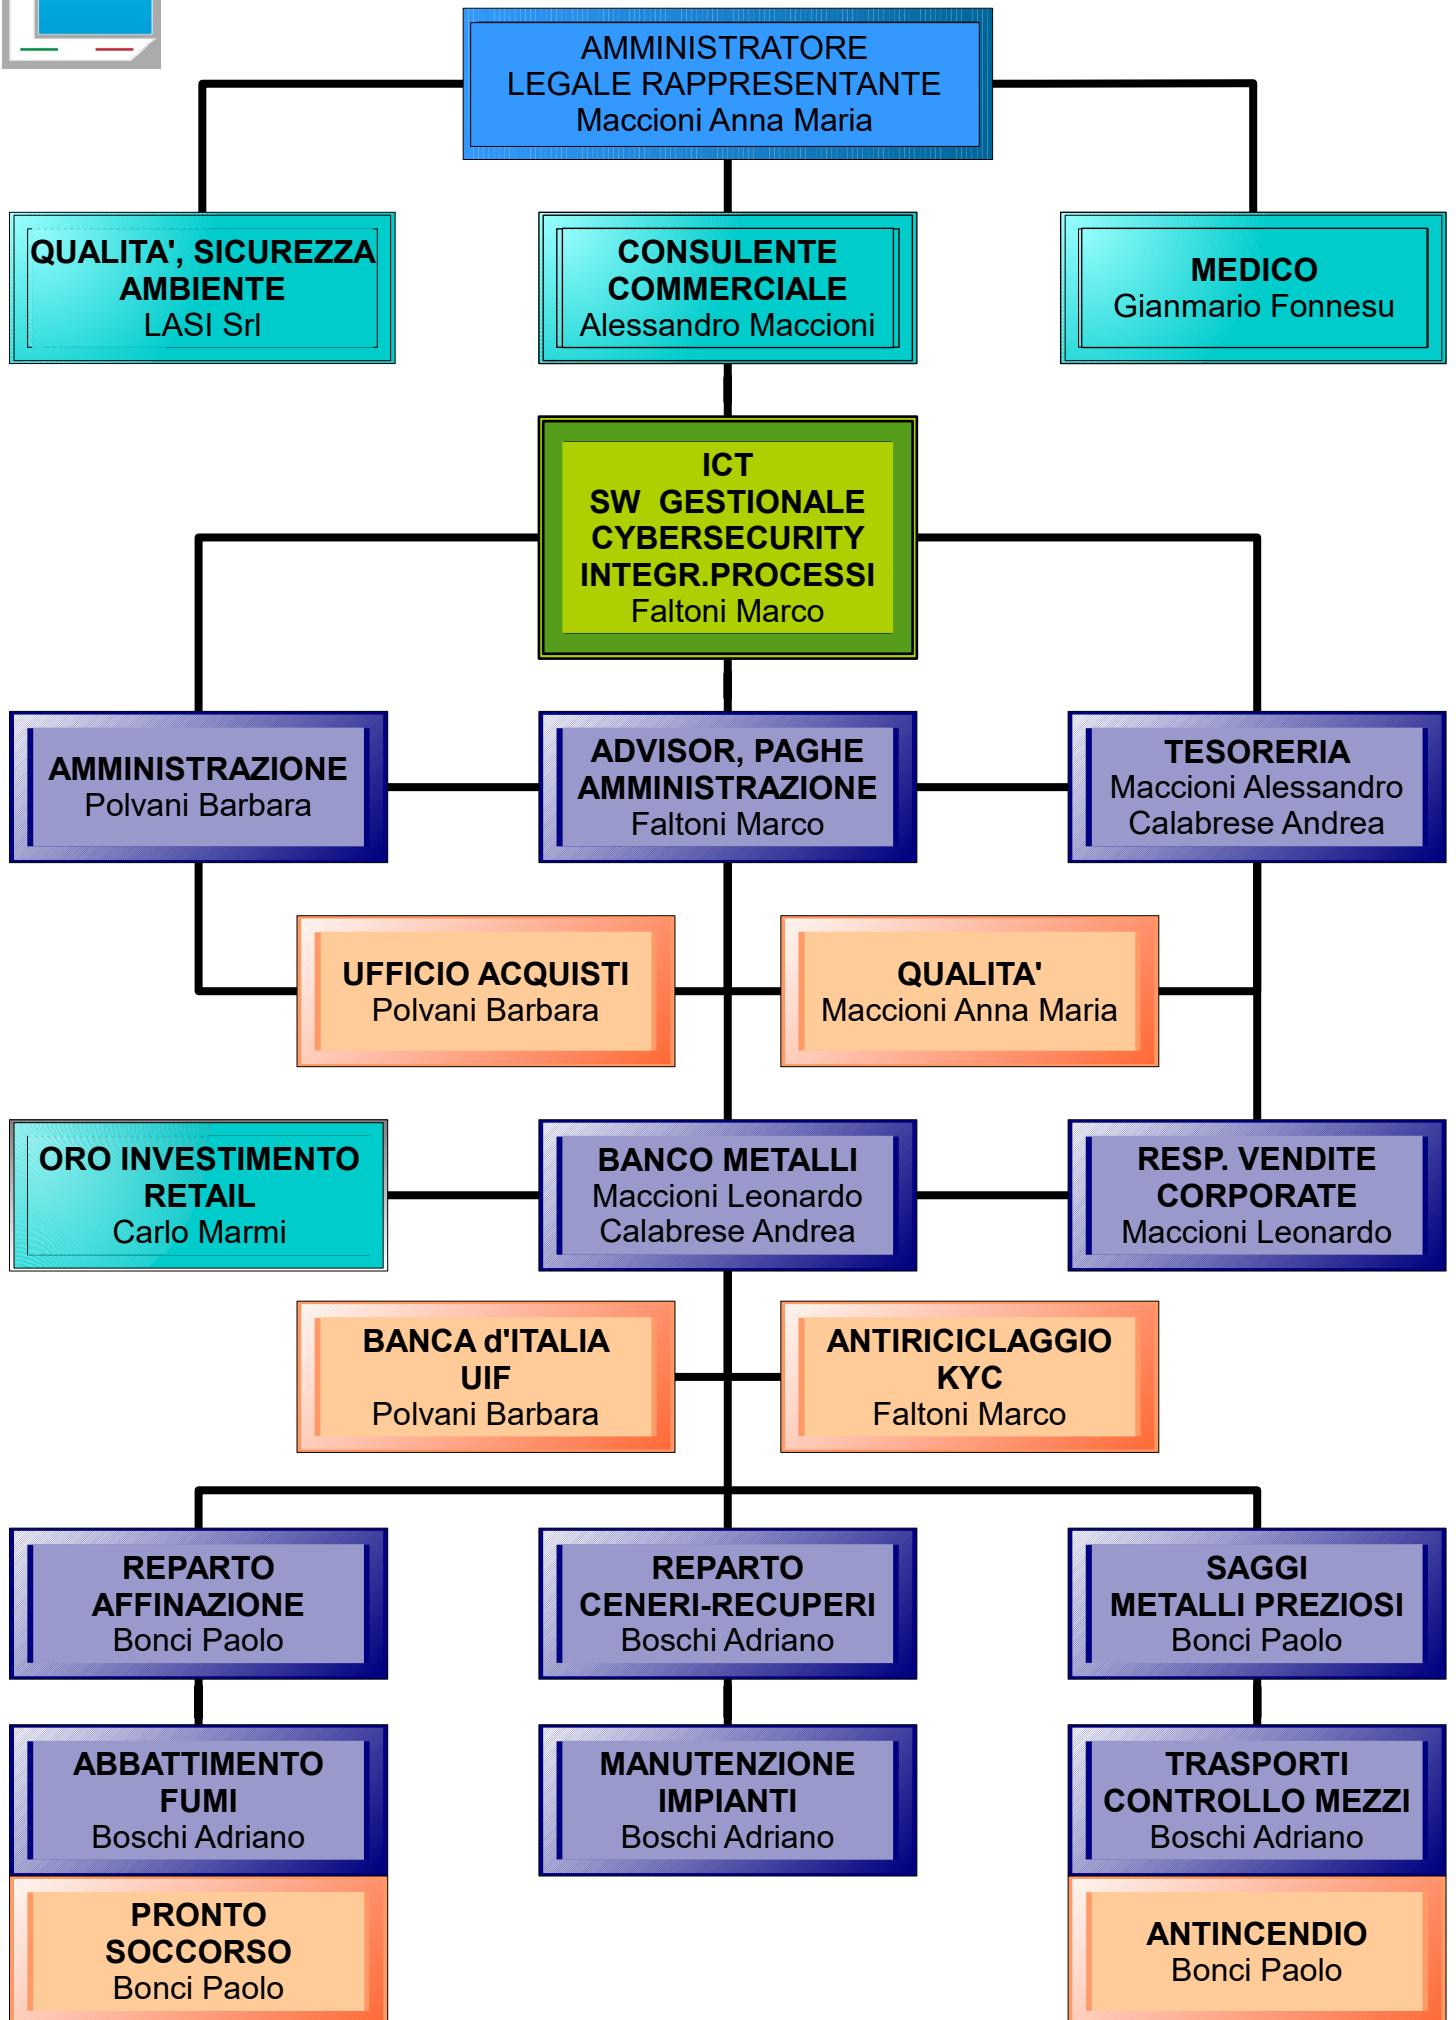 AMMINISTRATORE
LEGALE RAPPRESENTANTE
Maccioni Anna Maria
QUALITA', SICUREZZA
AMBIENTE
LASI Srl
CONSULENTE
COMMERCIALE
Alessandro Maccioni
MEDICO
Gianmario Fonnesu
ICT
SW GESTIONALE
CYBERSECURITY
INTEGR.PROCESSI
Faltoni Marco
AMMINISTRAZIONE
Polvani Barbara
ADVISOR, PAGHE
AMMINISTRAZIONE
Faltoni Marco
TESORERIA
Maccioni Alessandro
Calabrese Andrea
UFFICIO ACQUISTI
Polvani Barbara
QUALITA'
Maccioni Anna Maria
ORO INVESTIMENTO
RETAIL
Carlo Marmi
BANCO METALLI
Maccioni Leonardo
Calabrese Andrea
RESP. VENDITE
CORPORATE
Maccioni Leonardo
BANCA d'ITALIA
UIF
Polvani Barbara
ANTIRICICLAGGIO
KYC
Faltoni Marco
REPARTO
AFFINAZIONE
Bonci Paolo
REPARTO
CENERI-RECUPERI
Boschi Adriano
SAGGI
METALLI PREZIOSI
Bonci Paolo
ABBATTIMENTO
FUMI
Boschi Adriano
MANUTENZIONE
IMPIANTI
Boschi Adriano
TRASPORTI
CONTROLLO MEZZI
Boschi Adriano
PRONTO
SOCCORSO
Bonci Paolo
ANTINCENDIO
Bonci Paolo